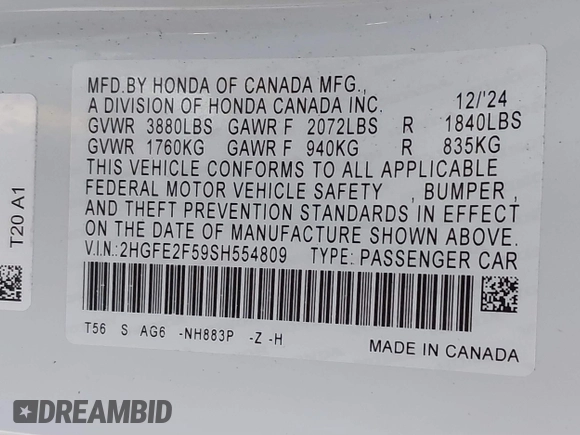 MFD.BY HONDA OF CANADA MFG.,
A DIVISION OF HONDA CANADA INC. 12/'24
GVWR 3880LBS GAWR F 2072LBS R 1840LBS
GVWR 1760KG GAWR F 940KG R 835KG
THIS VEHICLE CONFORMS TO ALL APPLICABLE
FEDERAL MOTOR VEHICLE SAFETY , BUMPER ,
AND THEFT PREVENTION STANDARDS IN EFFECT
ON THE DATE OF MANUFACTURE SHOWN ABOVE.
V.I.N.:2HGFE2F59SH554809 TYPE: PASSENGER CAR
T56 S AG6 -NH883P -Z -H
MADE IN CANADA
T20 A1
DREAMBID